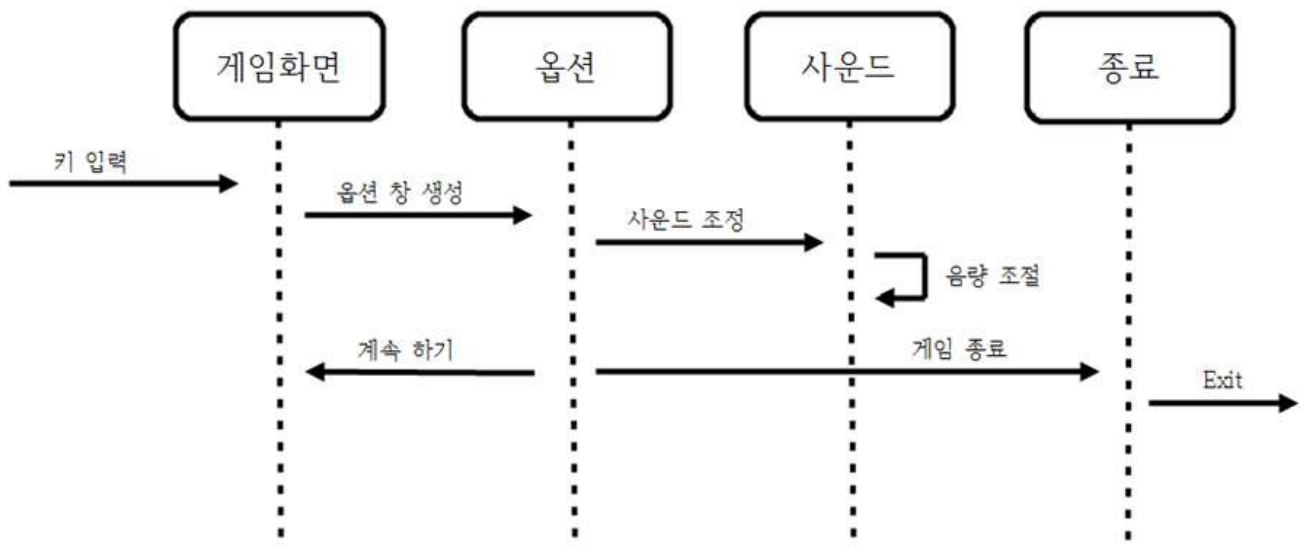 게임화면
옵션
사운드
종료
키 입력
옵션 창 생성
사운드 조정
음량 조절
계속 하기
게임 종료
Exit